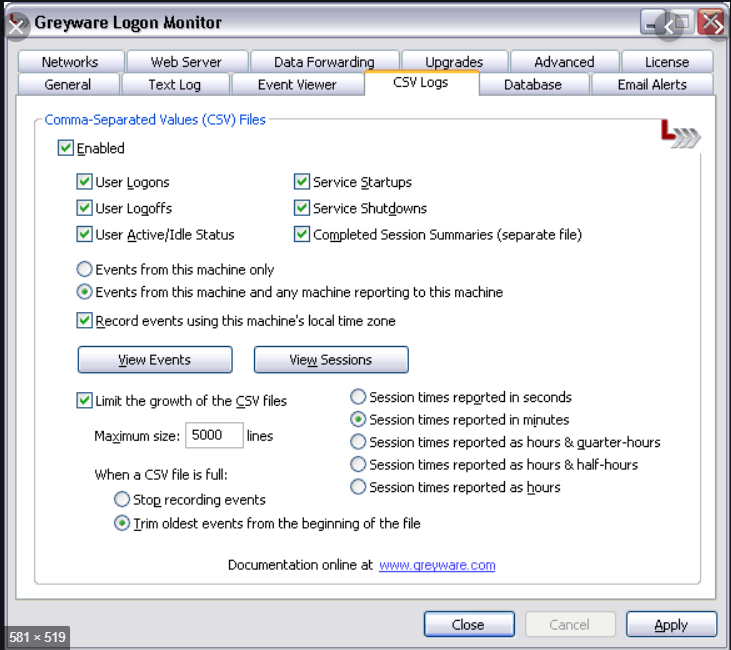 Greyware Logon Monitor
Networks Web Server Data Forwarding Upgrades Advanced License
General Text Log Event Viewer CSV Logs Database Email Alerts
Comma-Separated Values (CSV) Files
Enabled
User Logons Service Startups
User Logoffs Service Shutdowns
User Active/Idle Status Completed Session Summaries (separate file)
Events from this machine only
Events from this machine and any machine reporting to this machine
Record events using this machine's local time zone
View Events View Sessions
Limit the growth of the CSV files
Maximum size: 5000 lines
When a CSV file is full:
Stop recording events
Trim oldest events from the beginning of the file
Session times reported in seconds
Session times reported in minutes
Session times reported as hours & quarter-hours
Session times reported as hours & half-hours
Session times reported as hours
Documentation online at www.greyware.com
Close Cancel Apply
581 × 519